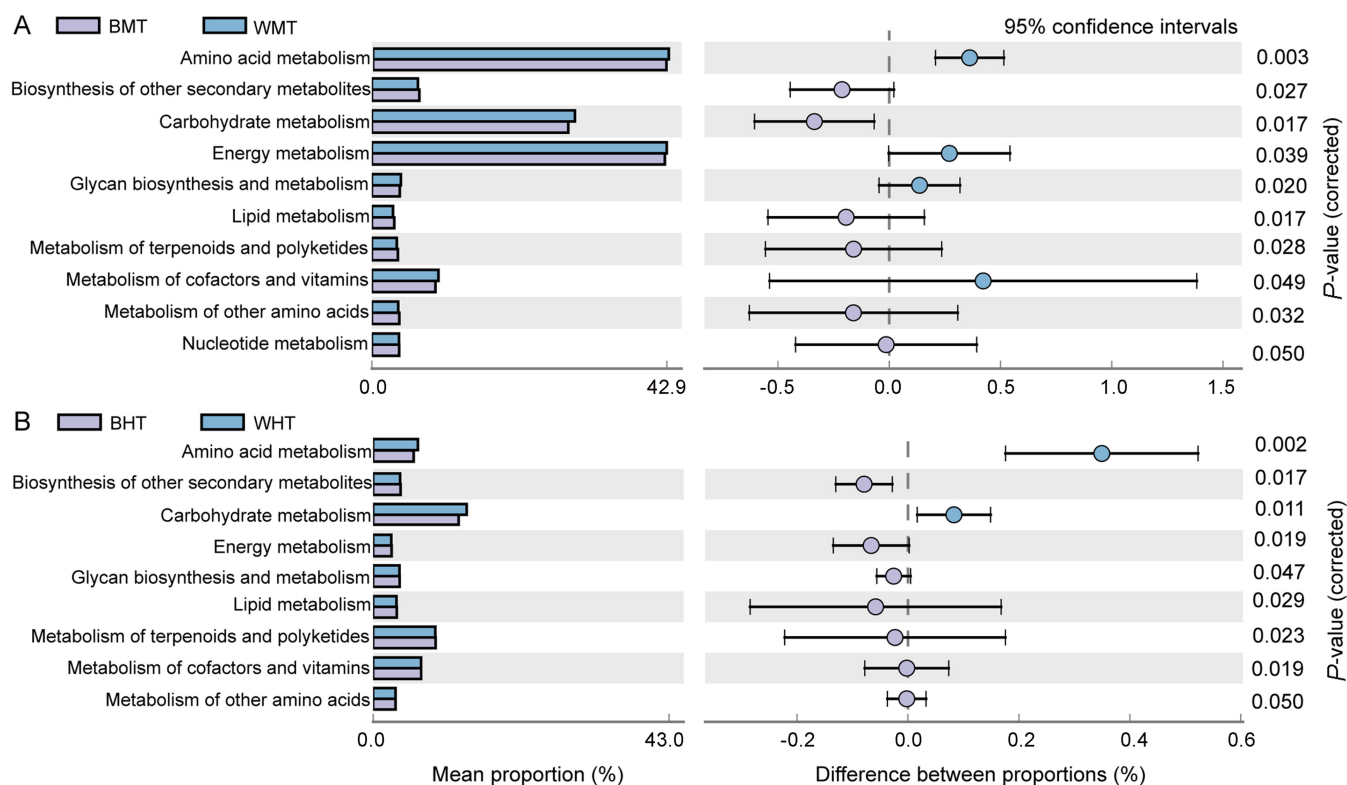 A BMT WMT 95% confidence intervals
Amino acid metabolism 0.003
Biosynthesis of other secondary metabolites 0.027
Carbohydrate metabolism 0.017
Energy metabolism 0.039
Glycan biosynthesis and metabolism 0.020
Lipid metabolism 0.017
Metabolism of terpenoids and polyketides 0.028
Metabolism of cofactors and vitamins 0.049
Metabolism of other amino acids 0.032
Nucleotide metabolism 0.050
P-value (corrected)
0.0 42.9 -0.5 0.0 0.5 1.0 1.5
B BHT WHT
Amino acid metabolism 0.002
Biosynthesis of other secondary metabolites 0.017
Carbohydrate metabolism 0.011
Energy metabolism 0.019
Glycan biosynthesis and metabolism 0.047
Lipid metabolism 0.029
Metabolism of terpenoids and polyketides 0.023
Metabolism of cofactors and vitamins 0.019
Metabolism of other amino acids 0.050
P-value (corrected)
0.0 43.0 -0.2 0.0 0.2 0.4 0.6
Mean proportion (%) Difference between proportions (%)